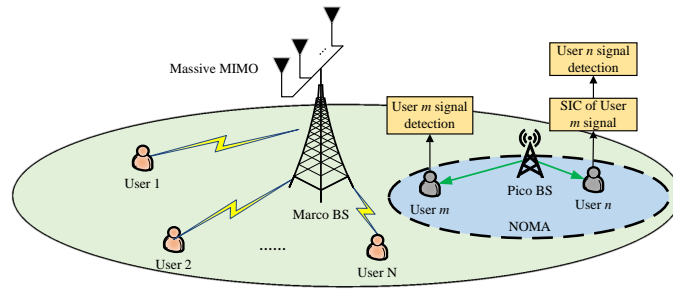 Massive MIMO
...
User n signal
detection
User m signal
detection
SIC of User
m signal
User 1
Marco BS
Pico BS
User m
User n
NOMA
User 2
......
User N